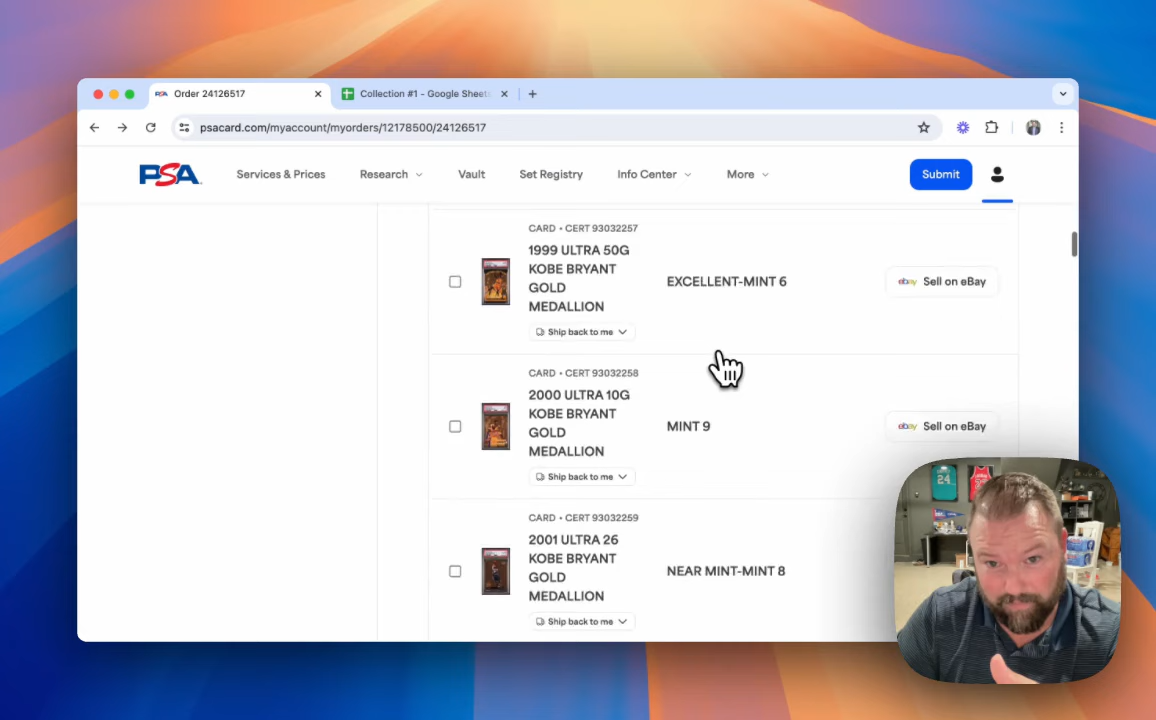 PSA Order 24126517
Collection #1 - Google Sheets
psacard.com/myaccount/myorders/12178500/24126517
PSA
Services & Prices
Research
Vault
Set Registry
Info Center
More
Submit
CARD • CERT 93032257
1999 ULTRA 50G
KOBE BRYANT
GOLD
MEDALLION
EXCELLENT-MINT 6
ebay Sell on eBay
Ship back to me
CARD • CERT 93032258
2000 ULTRA 10G
KOBE BRYANT
GOLD
MEDALLION
MINT 9
ebay Sell on eBay
Ship back to me
CARD • CERT 93032259
2001 ULTRA 26
KOBE BRYANT
GOLD
MEDALLION
NEAR MINT-MINT 8
Ship back to me
24